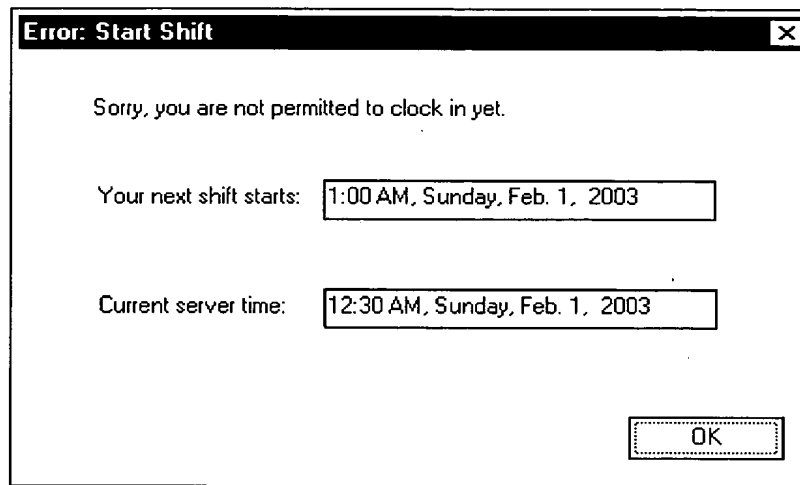 Error: Start Shift
Sorry, you are not permitted to clock in yet.
Your next shift starts: 1:00 AM, Sunday, Feb. 1, 2003
Current server time: 12:30 AM, Sunday, Feb. 1, 2003
OK